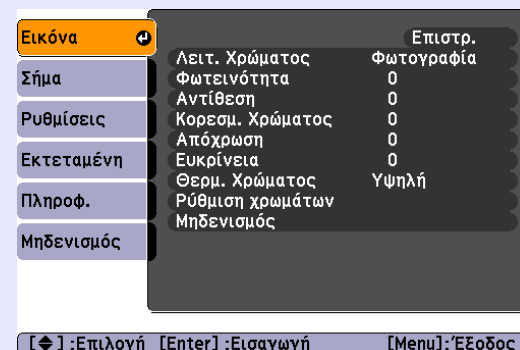 Εικόνα
Σήμα
Ρυθμίσεις
Εκτεταμένη
Πληροφ.
Μηδενισμός
Επιστρ.
Λειτ. Χρώματος Φωτογραφία
Φωτεινότητα 0
Αντίθεση 0
Κορεσμ. Χρώματος 0
Απόχρωση 0
Ευκρίνεια 0
Θερμ. Χρώματος Υψηλή
Ρύθμιση χρωμάτων
Μηδενισμός
[◆] :Επιλογή [Enter] :Εισαγωγή [Menu]:Έξοδος